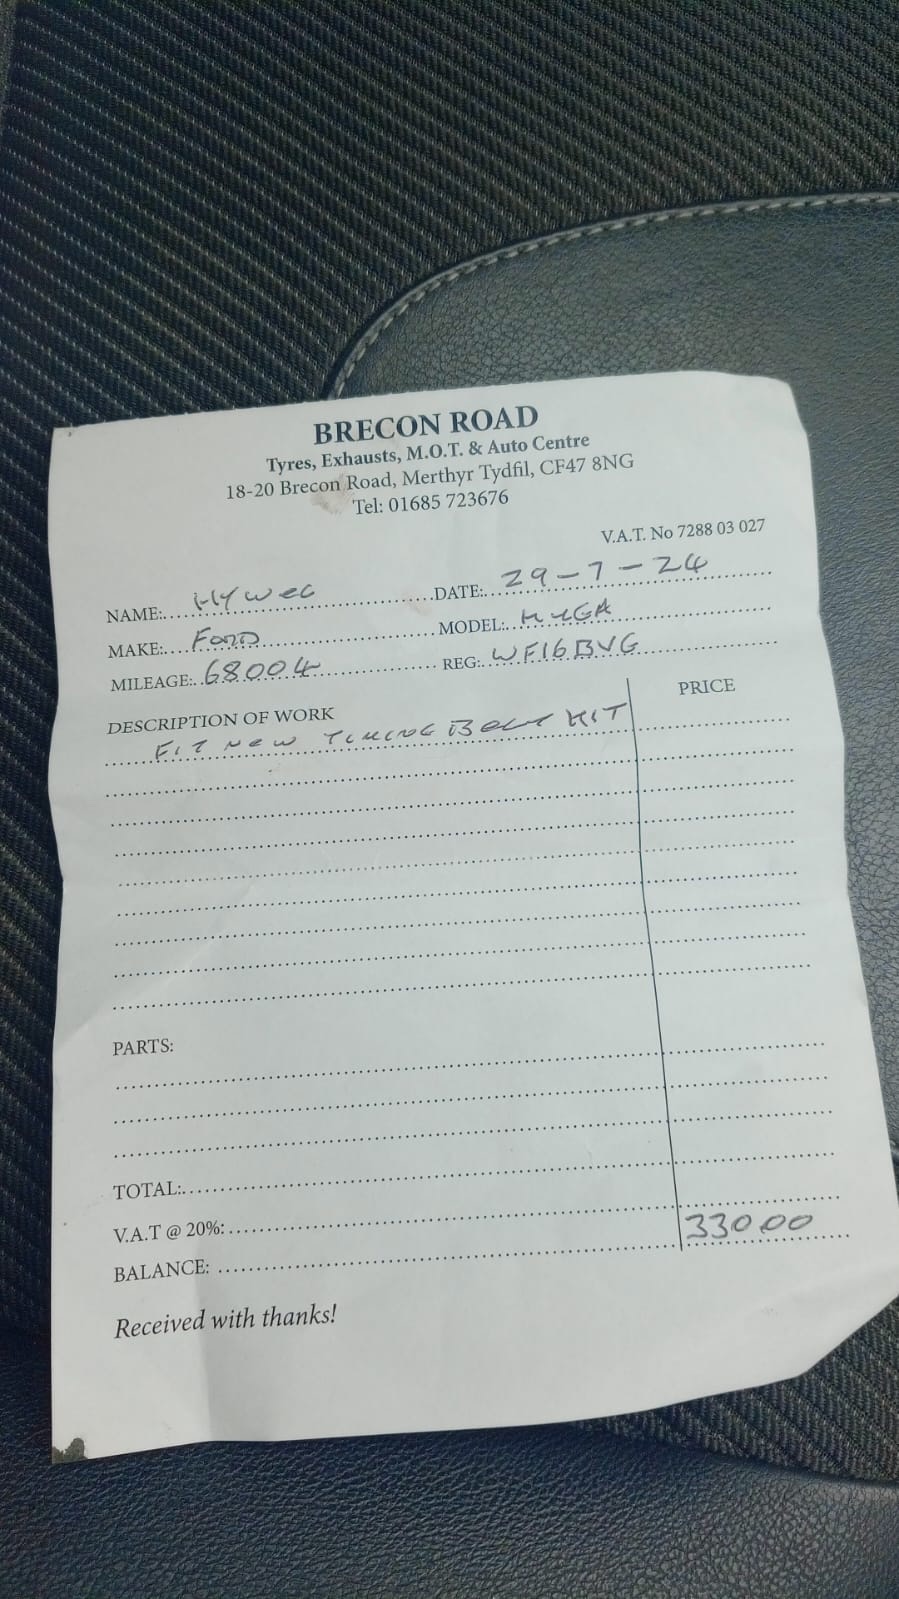 BRECON ROAD
Tyres, Exhausts, M.O.T. & Auto Centre
18-20 Brecon Road, Merthyr Tydfil, CF47 8NG
Tel: 01685 723676
V.A.T. No 7288 03 027
NAME: HYWEL DATE: 29-7-24
MAKE: FORD MODEL: KUGA
MILEAGE: 68004 REG: WF16BVG
DESCRIPTION OF WORK PRICE
FIT NEW TIMING BELT KIT
PARTS:
TOTAL:
V.A.T @ 20%:
BALANCE: 330.00
Received with thanks!